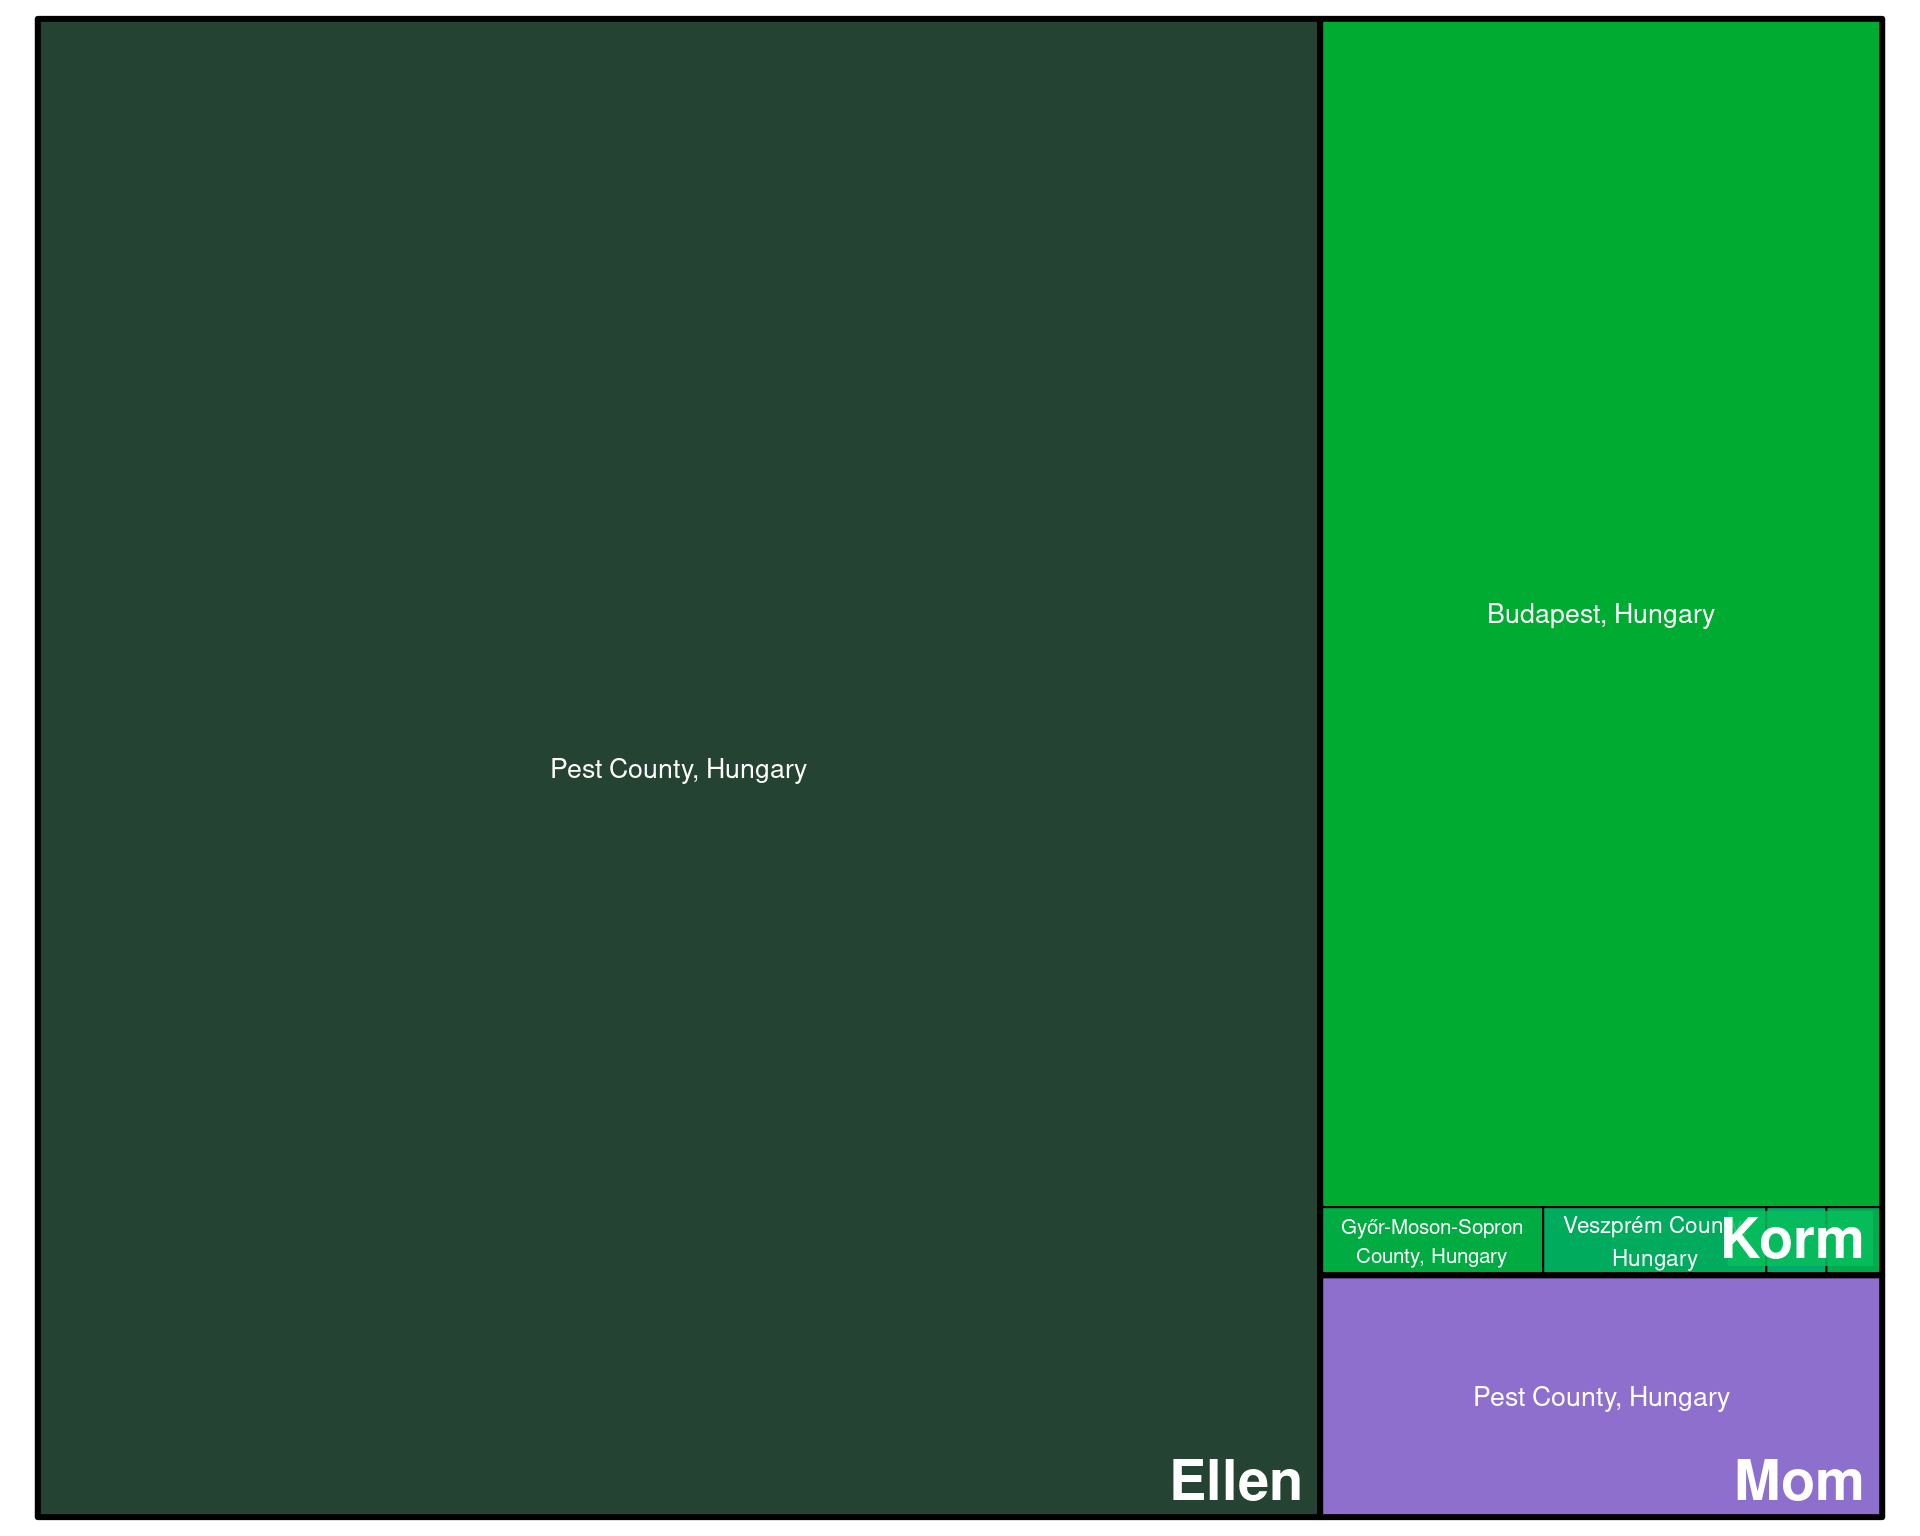 Pest County, Hungary
Ellen
Budapest, Hungary
Győr-Moson-Sopron
County, Hungary
Veszprém Coun
Hungary
Korm
Pest County, Hungary
Mom